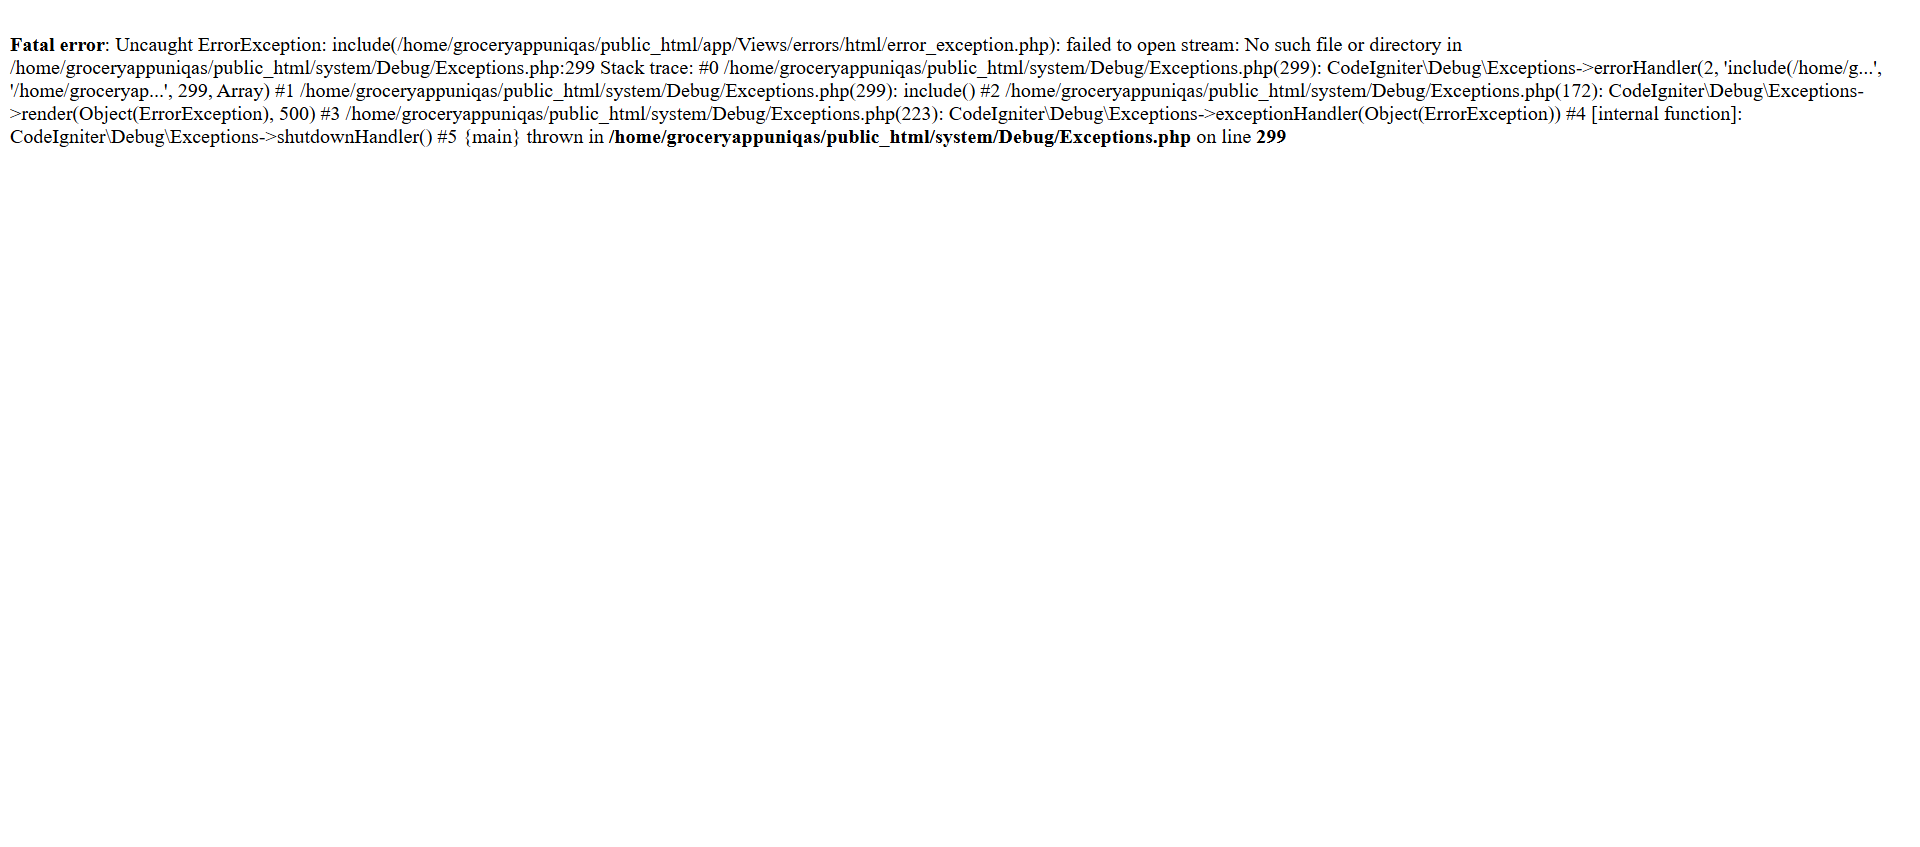 Fatal error: Uncaught ErrorException: include(/home/groceryappuniqas/public_html/app/Views/errors/html/error_exception.php): failed to open stream: No such file or directory in
/home/groceryappuniqas/public_html/system/Debug/Exceptions.php:299 Stack trace: #0 /home/groceryappuniqas/public_html/system/Debug/Exceptions.php(299): CodeIgniter\Debug\Exceptions->errorHandler(2, 'include(/home/g...',
'/home/groceryap...', 299, Array) #1 /home/groceryappuniqas/public_html/system/Debug/Exceptions.php(299): include() #2 /home/groceryappuniqas/public_html/system/Debug/Exceptions.php(172): CodeIgniter\Debug\Exceptions-
>render(Object(ErrorException), 500) #3 /home/groceryappuniqas/public_html/system/Debug/Exceptions.php(223): CodeIgniter\Debug\Exceptions->exceptionHandler(Object(ErrorException)) #4 [internal function]:
CodeIgniter\Debug\Exceptions->shutdownHandler() #5 {main} thrown in /home/groceryappuniqas/public_html/system/Debug/Exceptions.php on line 299